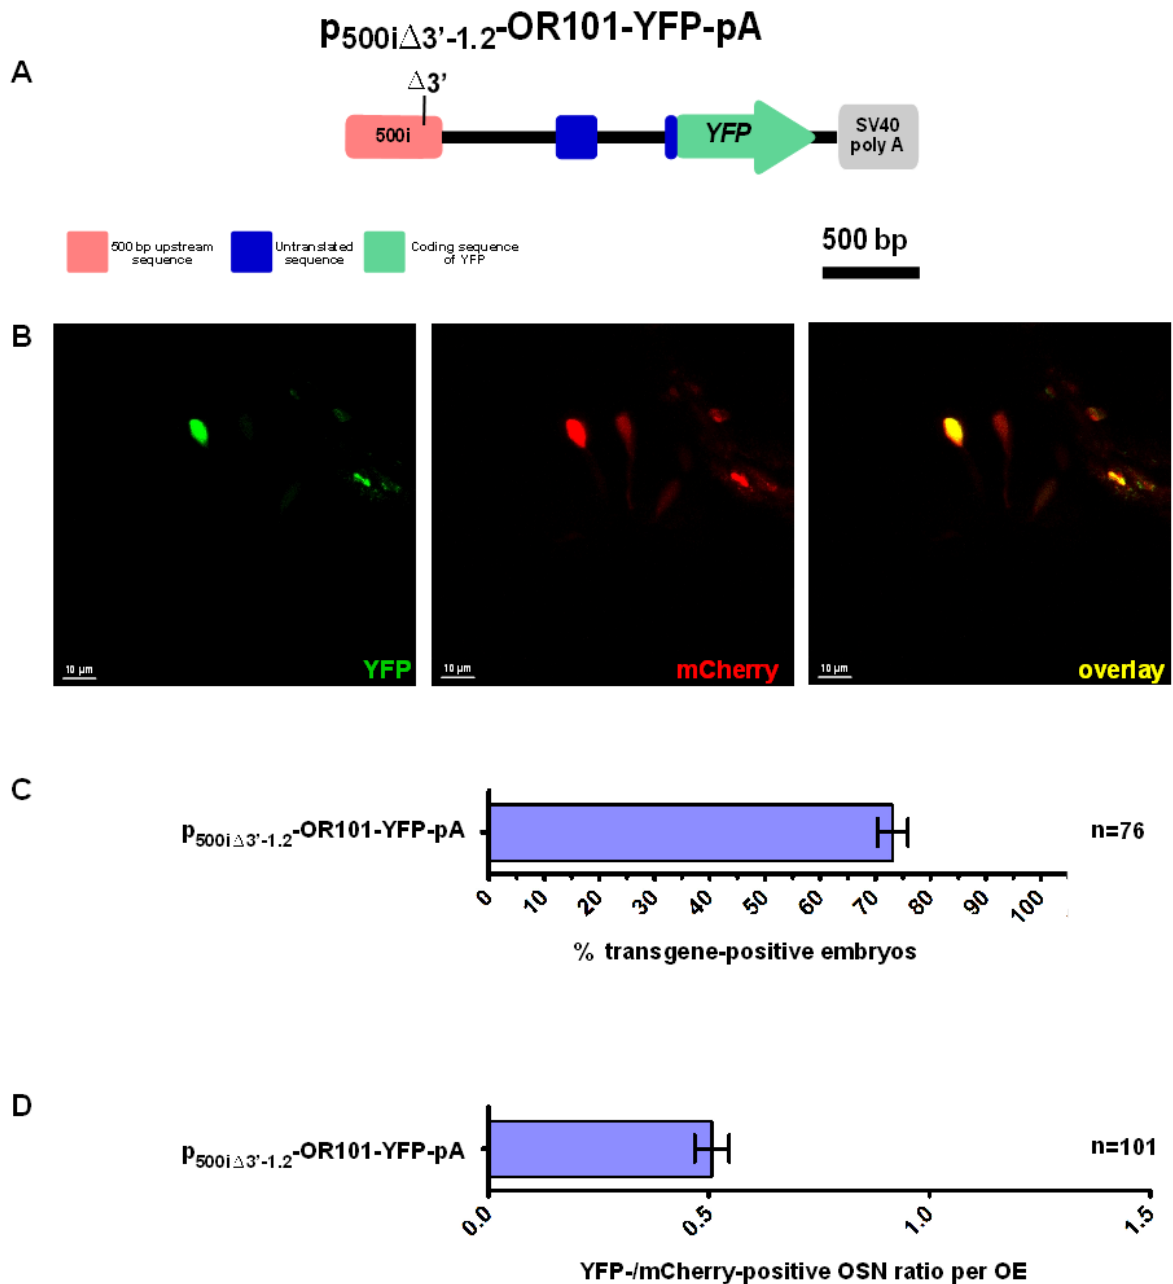 p500iΔ3'-1.2-OR101-YFP-pA
A
Δ3'
500i
YFP
SV40
poly A
500 bp upstream
sequence
Untranslated
sequence
Coding sequence
of YFP
500 bp
B
10 µm
YFP
10 µm
mCherry
10 µm
overlay
C
p500iΔ3'-1.2-OR101-YFP-pA
n=76
0 10 20 30 40 50 60 70 80 90 100
% transgene-positive embryos
D
p500iΔ3'-1.2-OR101-YFP-pA
n=101
0.0 0.5 1.0 1.5
YFP-/mCherry-positive OSN ratio per OE